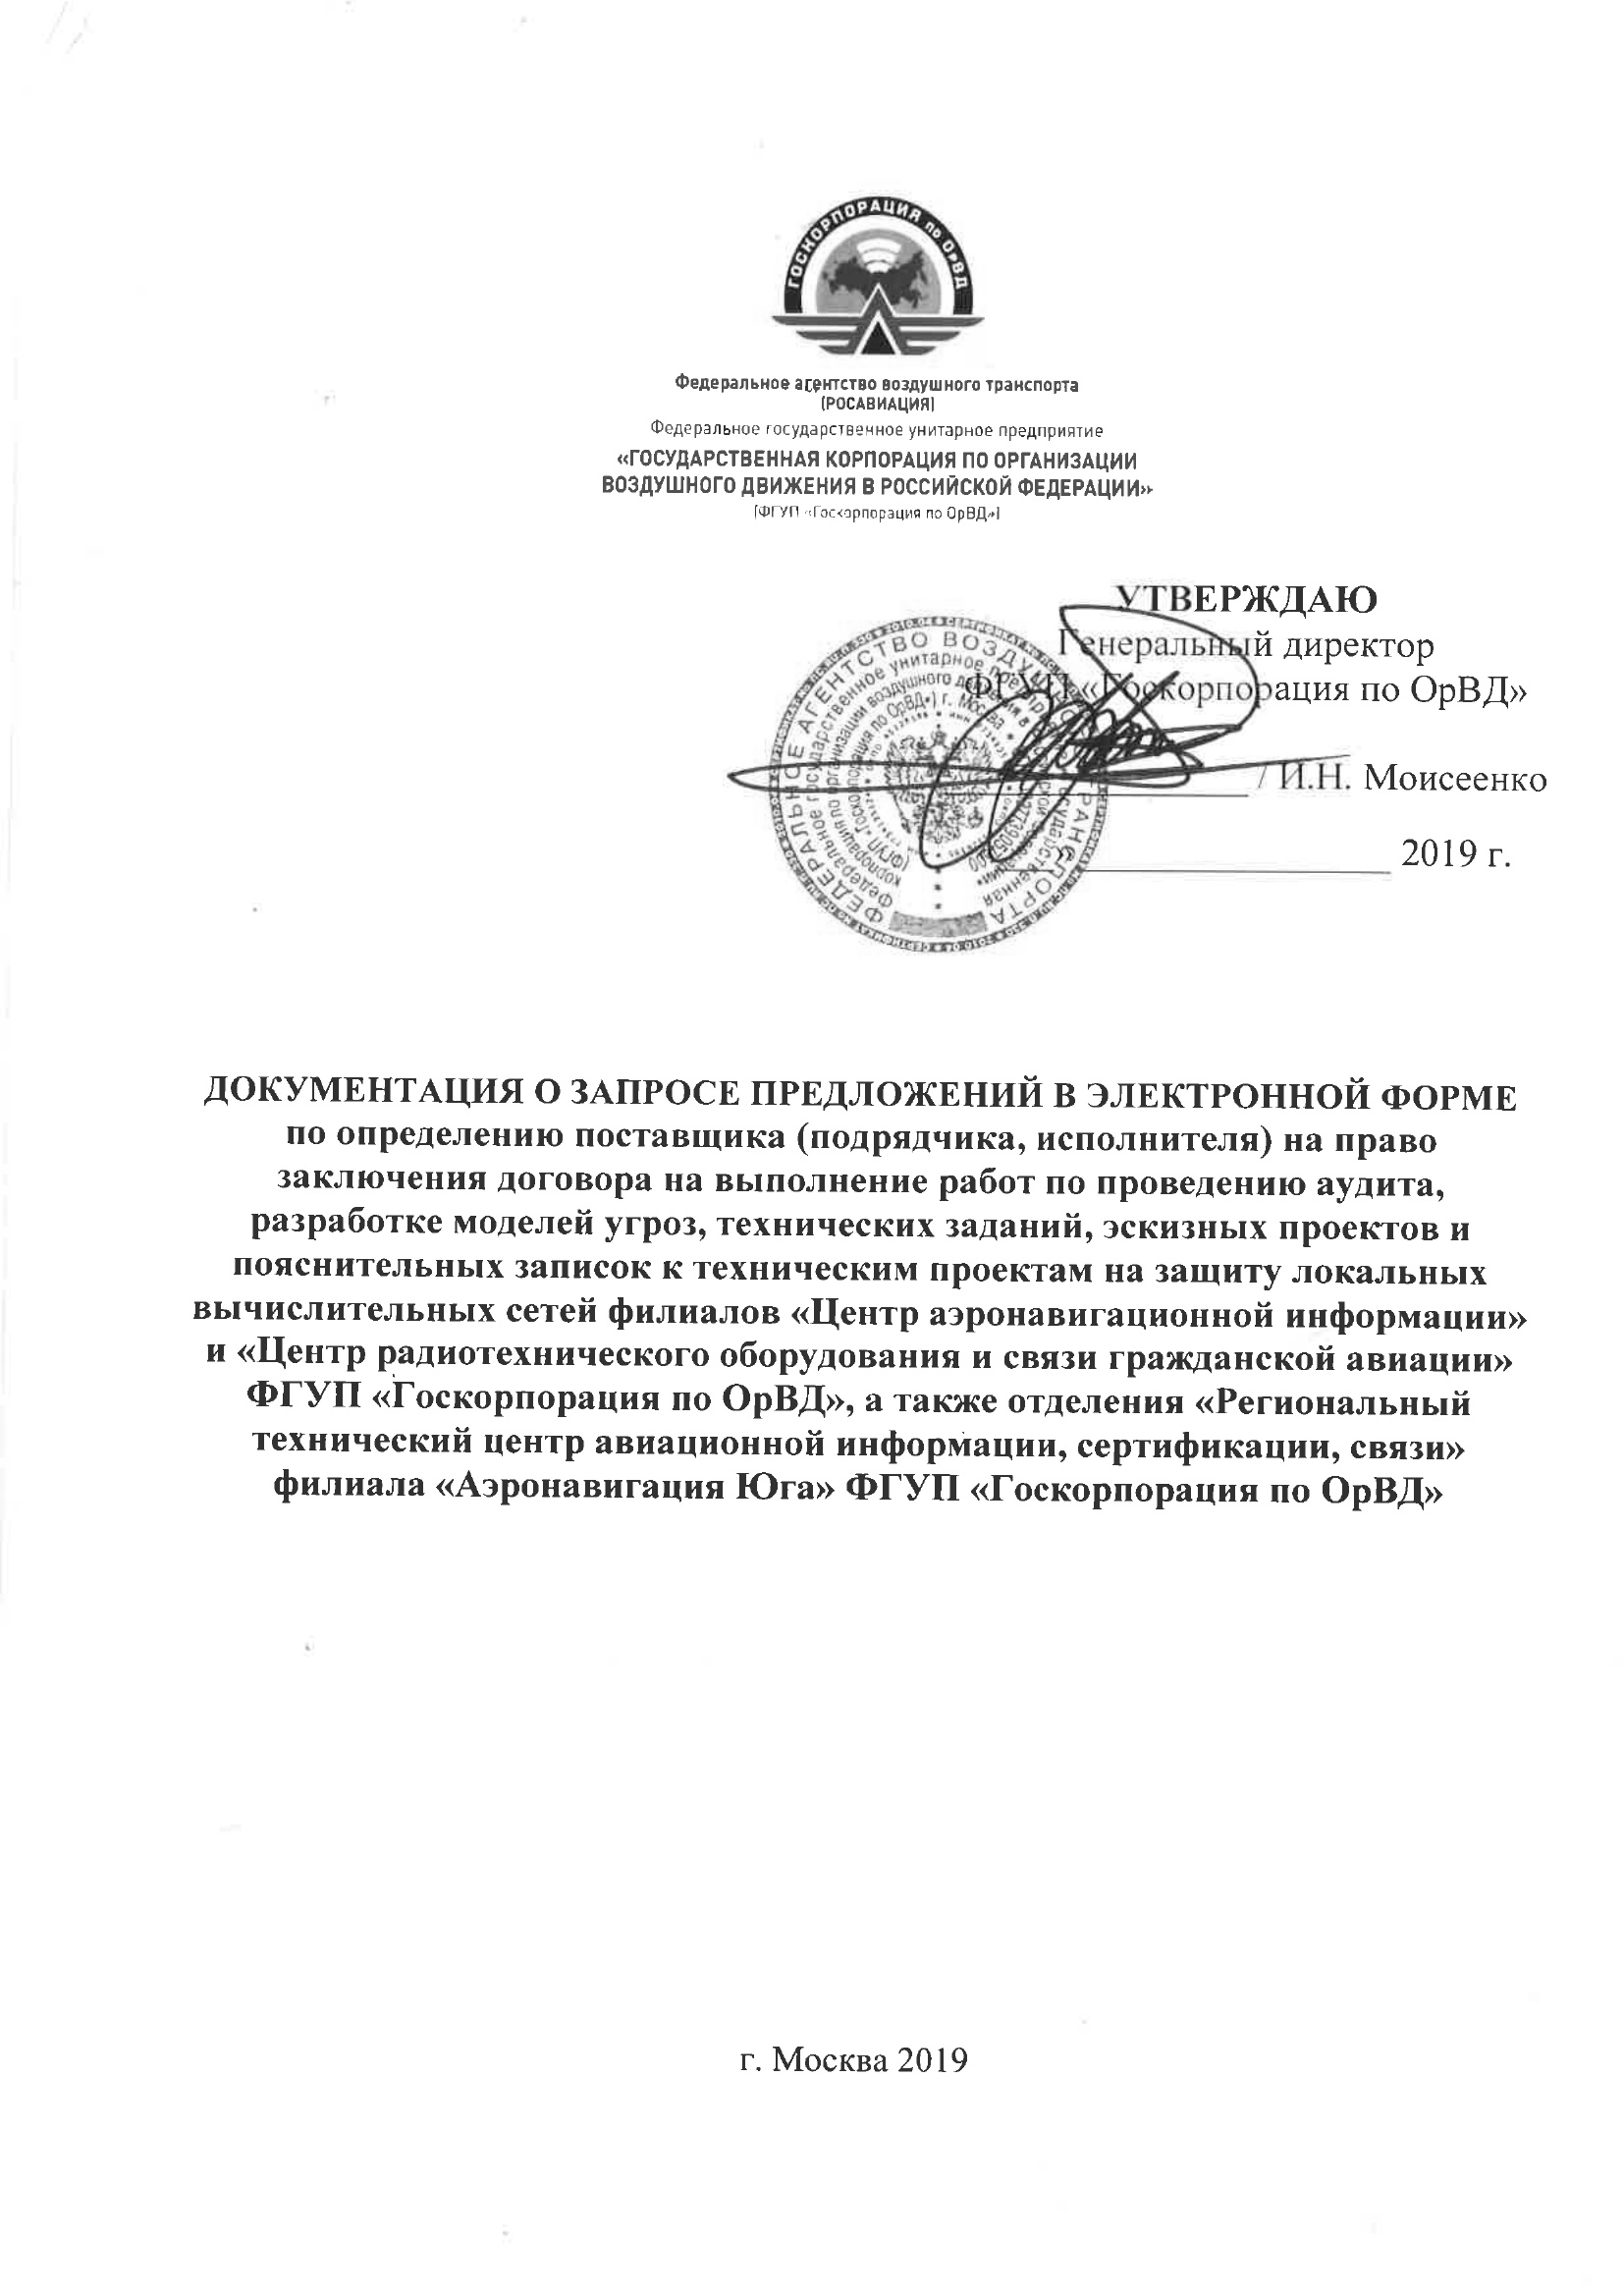 ГОСКОРПОРАЦИЯ по ОрВД
Федеральное агентство воздушного транспорта
(РОСАВИАЦИЯ)
Федеральное государственное унитарное предприятие
«ГОСУДАРСТВЕННАЯ КОРПОРАЦИЯ ПО ОРГАНИЗАЦИИ
ВОЗДУШНОГО ДВИЖЕНИЯ В РОССИЙСКОЙ ФЕДЕРАЦИИ»
(ФГУП «Госкорпорация по ОрВД»)
УТВЕРЖДАЮ
Генеральный директор
ФГУП «Госкорпорация по ОрВД»
/ И.Н. Моисеенко
» 2019 г.
ДОКУМЕНТАЦИЯ О ЗАПРОСЕ ПРЕДЛОЖЕНИЙ В ЭЛЕКТРОННОЙ ФОРМЕ
по определению поставщика (подрядчика, исполнителя) на право
заключения договора на выполнение работ по проведению аудита,
разработке моделей угроз, технических заданий, эскизных проектов и
пояснительных записок к техническим проектам на защиту локальных
вычислительных сетей филиалов «Центр аэронавигационной информации»
и «Центр радиотехнического оборудования и связи гражданской авиации»
ФГУП «Госкорпорация по ОрВД», а также отделения «Региональный
технический центр авиационной информации, сертификации, связи»
филиала «Аэронавигация Юга» ФГУП «Госкорпорация по ОрВД»
г. Москва 2019